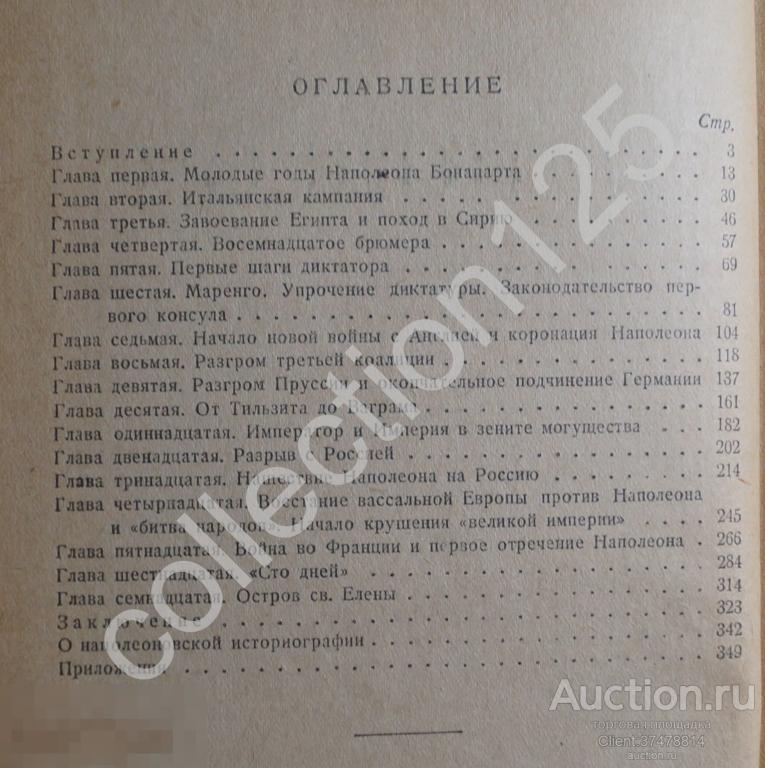 ОГЛАВЛЕНИЕ
Стр.
Вступление . . . . . . . . . . . . . . . . . . . . 3
Глава первая. Молодые годы Наполеона Бонапарта . . . . . . 13
Глава вторая. Итальянская кампания . . . . . . . . . . . . 30
Глава третья. Завоевание Египта и поход в Сирию . . . . . . 46
Глава четвертая. Восемнадцатое брюмера . . . . . . . . . . 57
Глава пятая. Первые шаги диктатора . . . . . . . . . . . . 69
Глава шестая. Маренго. Упрочение диктатуры. Законодательство пер-
вого консула . . . . . . . . . . . . . . . . . . . 81
Глава седьмая. Начало новой войны с Англией и коронация Наполеона 104
Глава восьмая. Разгром третьей коалиции . . . . . . . . . . 118
Глава девятая. Разгром Пруссии и окончательное подчинение Германии 137
Глава десятая. От Тильзита до Ваграма . . . . . . . . . . . 161
Глава одиннадцатая. Император и Империя в зените могущества . . . 182
Глава двенадцатая. Разрыв с Россией . . . . . . . . . . . . 202
Глава тринадцатая. Нашествие Наполеона на Россию . . . . . . 214
Глава четырнадцатая. Восстание вассальной Европы против Наполеона
и «битва народов». Начало крушения «великой империи» . . . . 245
Глава пятнадцатая. Война во Франции и первое отречение Наполеона . 266
Глава шестнадцатая. «Сто дней» . . . . . . . . . . . . . . 284
Глава семнадцатая. Остров св. Елены . . . . . . . . . . . . 314
Заключение . . . . . . . . . . . . . . . . . . . . 323
О наполеоновской историографии . . . . . . . . . . . . . . 342
Приложения . . . . . . . . . . . . . . . . . . . . 349
collection125
Auction.ru
торговая площадка
Client:37478814
auction.ru